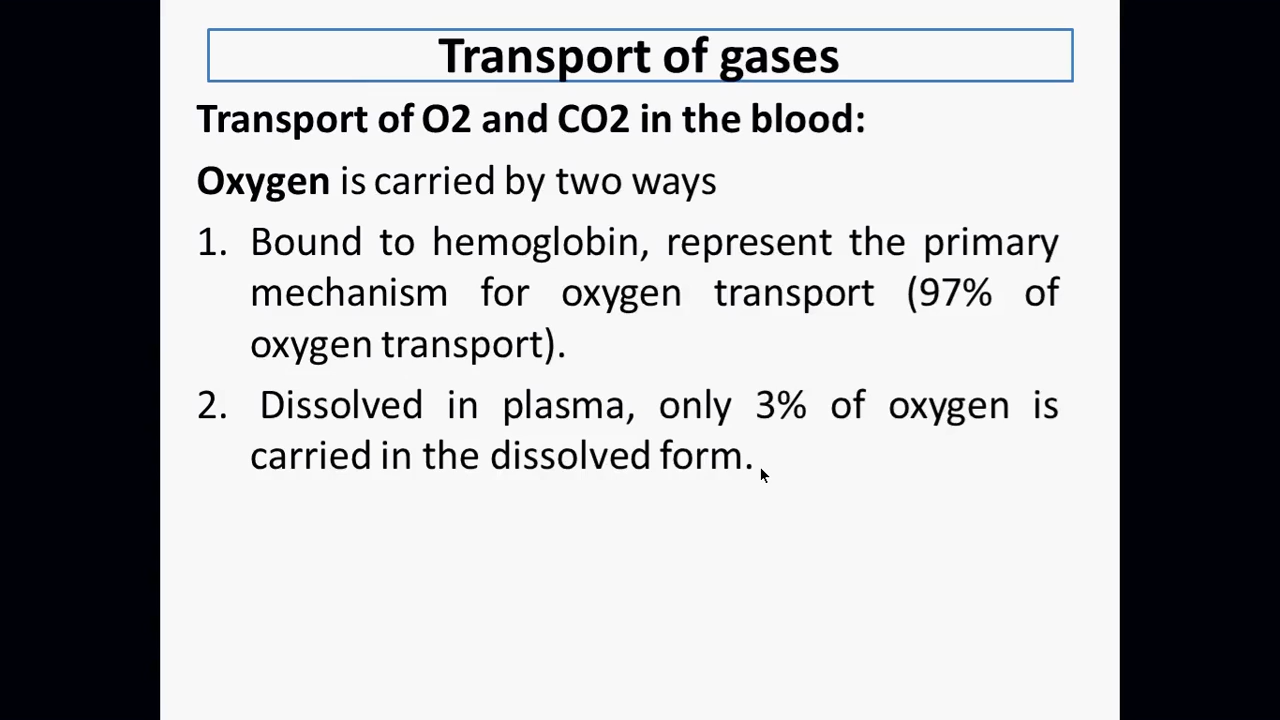 Transport of gases
Transport of O2 and CO2 in the blood:
Oxygen is carried by two ways
1. Bound to hemoglobin, represent the primary
mechanism for oxygen transport (97% of
oxygen transport).
2. Dissolved in plasma, only 3% of oxygen is
carried in the dissolved form.